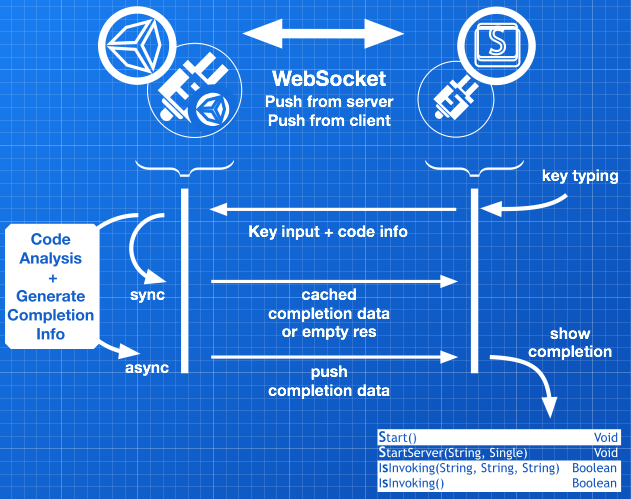 S
WebSocket
Push from server
Push from client
key typing
Key input + code info
Code
Analysis
+
Generate
Completion
Info
sync
cached
completion data
or empty res
async
push
completion data
show
completion
Start() Void
StartServer(String, Single) Void
IsInvoking(String, String, String) Boolean
IsInvoking() Boolean